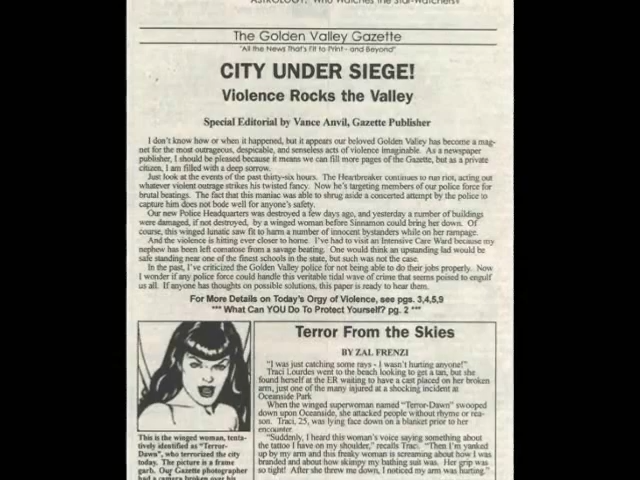 ASTROLOGY: Who Watches the Star-Watchers?
The Golden Valley Gazette
"All the News That's Fit to Print - and Beyond"
CITY UNDER SIEGE!
Violence Rocks the Valley
Special Editorial by Vance Anvil, Gazette Publisher
I don't know how or when it happened, but it appears our beloved Golden Valley has become a mag-
net for the most outrageous, despicable, and senseless acts of violence imaginable. As a newspaper
publisher, I should be pleased because it means we can fill more pages of the Gazette, but as a private
citizen, I am filled with a deep sorrow.
Just look at the events of the past thirty-six hours. The Heartbreaker continues to run riot, acting out
whatever violent outrage strikes his twisted fancy. Now he's targeting members of our police force for
brutal beatings. The fact that this maniac was able to shrug aside a concerted attempt by the police to
capture him does not bode well for anyone's safety.
Our new Police Headquarters was destroyed a few days ago, and yesterday a number of buildings
were damaged, if not destroyed, by a winged woman before Sinnamon could bring her down. Of
course, this winged lunatic saw fit to harm a number of innocent bystanders while on her rampage.
And the violence is hitting ever closer to home. I've had to visit an Intensive Care Ward because my
nephew has been left comatose from a savage beating. One would think an upstanding lad would be
safe standing near one of the finest schools in the state, but such was not the case.
In the past, I've criticized the Golden Valley police for not being able to do their jobs properly. Now
I wonder if any police force could handle this veritable tidal wave of crime that seems poised to engulf
us all. If anyone has thoughts on possible solutions, this paper is ready to hear them.
For More Details on Today's Orgy of Violence, see pgs. 3,4,5,9
*** What Can YOU Do To Protect Yourself? pg. 2 ***
Terror From the Skies
BY ZAL FRENZI
"I was just catching some rays - I wasn't hurting anyone!"
Traci Lourdes went to the beach looking to get a tan, but she
found herself at the ER waiting to have a cast placed on her broken
arm, just one of the many injured at a shocking incident at
Oceanside Park
When the winged superwoman named "Terror-Dawn" swooped
down upon Oceanside, she attacked people without rhyme or rea-
son. Traci, 25, was lying face down on a blanket prior to her
encounter.
"Suddenly, I heard this woman's voice saying something about
the tattoo I have on my shoulder," recalls Traci. "Then I'm yanked
up by my arm and this freaky woman is screaming about how I was
branded and about how skimpy my bathing suit was. Her grip was
so tight! After she threw me down, I noticed my arm was hurting."
This is the winged woman, tenta-
tively identified as "Terror-
Dawn", who terrorized the city
today. The picture is a frame
garb. Our Gazette photographer
had a camera broken over his